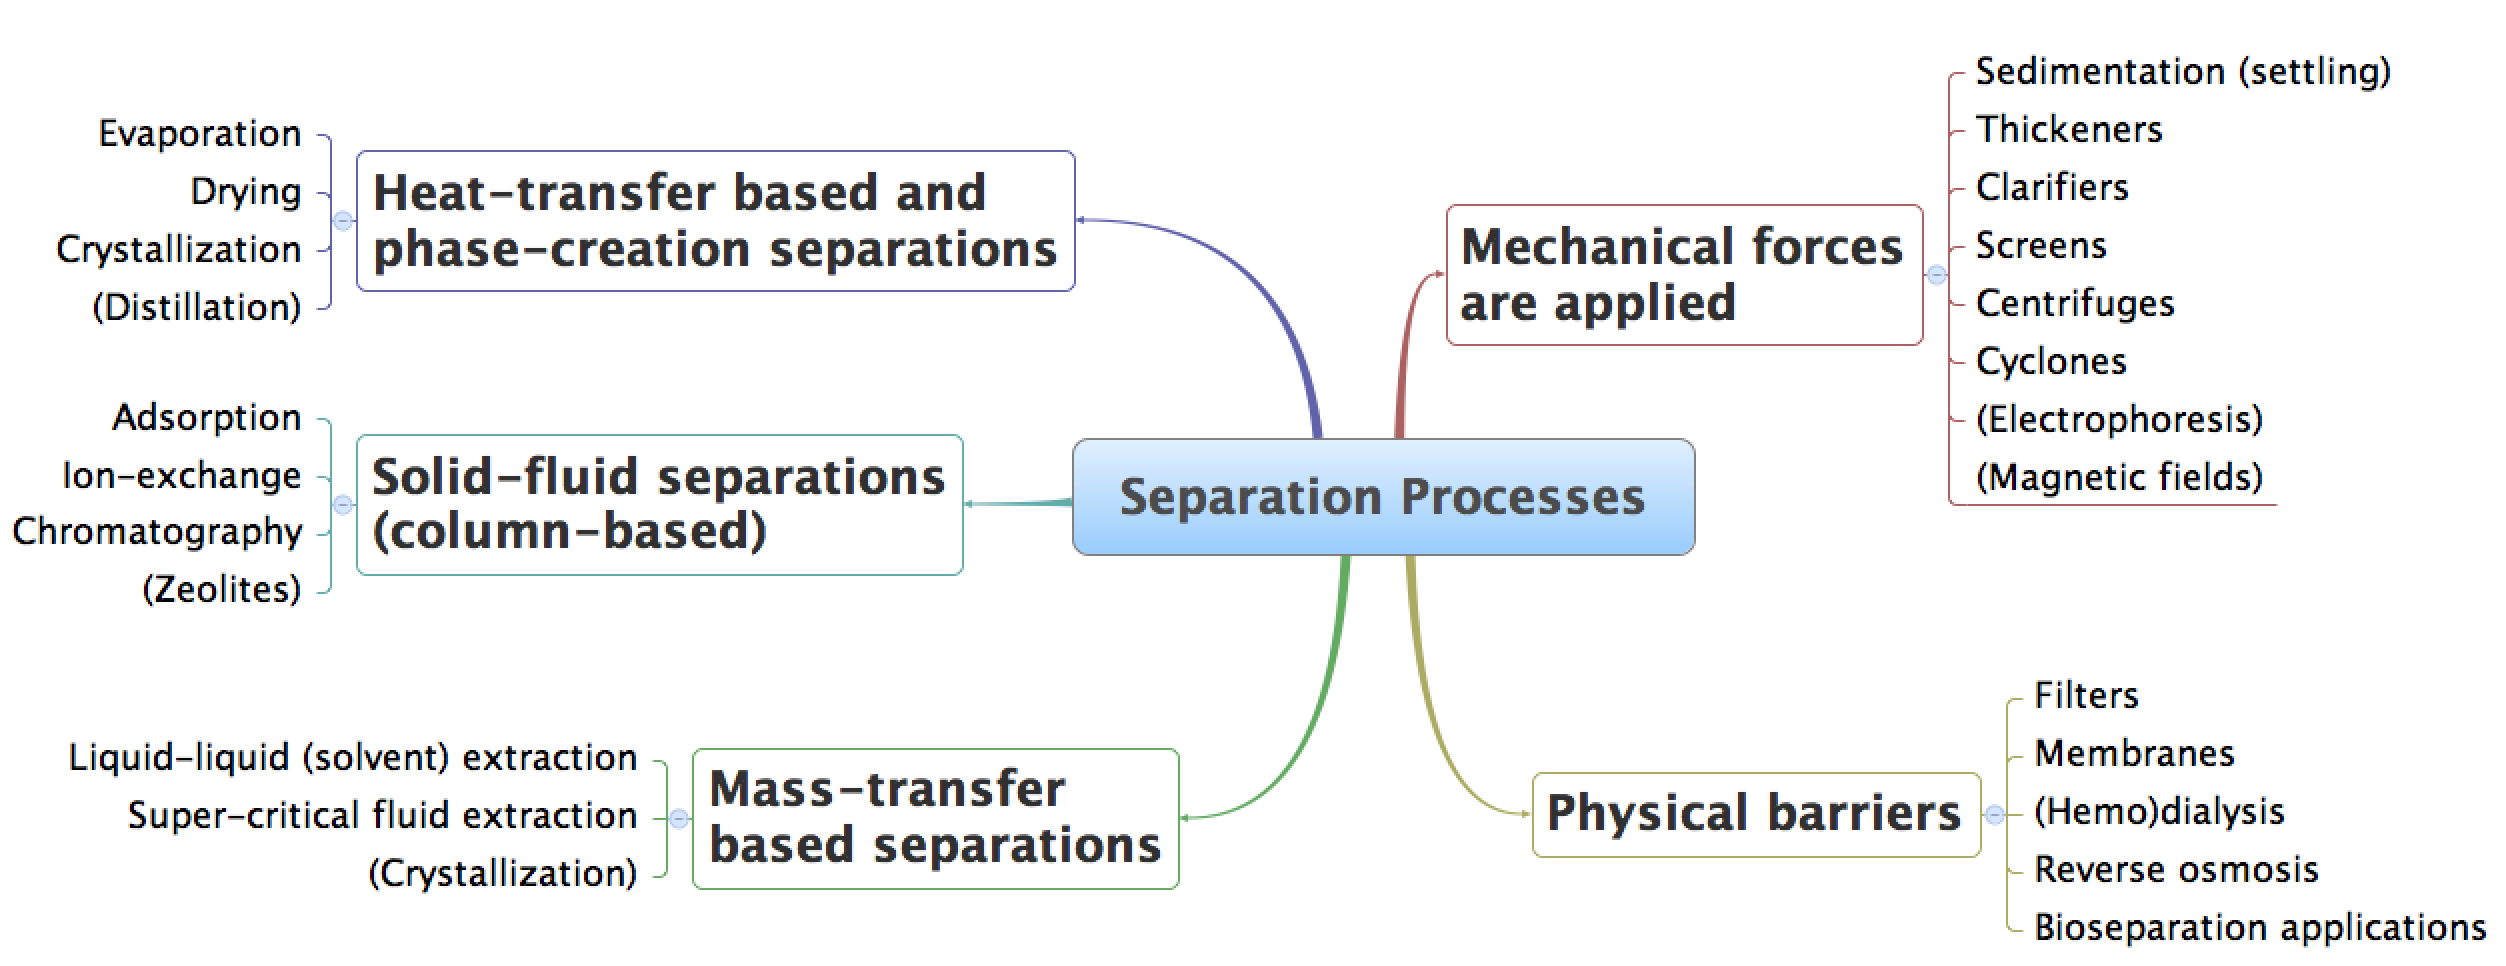 Separation Processes
Heat-transfer based and
phase-creation separations
Evaporation
Drying
Crystallization
(Distillation)
Solid-fluid separations
(column-based)
Adsorption
Ion-exchange
Chromatography
(Zeolites)
Mass-transfer
based separations
Liquid-liquid (solvent) extraction
Super-critical fluid extraction
(Crystallization)
Mechanical forces
are applied
Sedimentation (settling)
Thickeners
Clarifiers
Screens
Centrifuges
Cyclones
(Electrophoresis)
(Magnetic fields)
Physical barriers
Filters
Membranes
(Hemo)dialysis
Reverse osmosis
Bioseparation applications